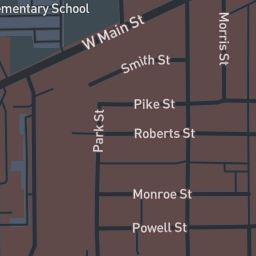 ementary School
W Main St
Morris St
Smith St
Pike St
Park St
Roberts St
Monroe St
Powell St